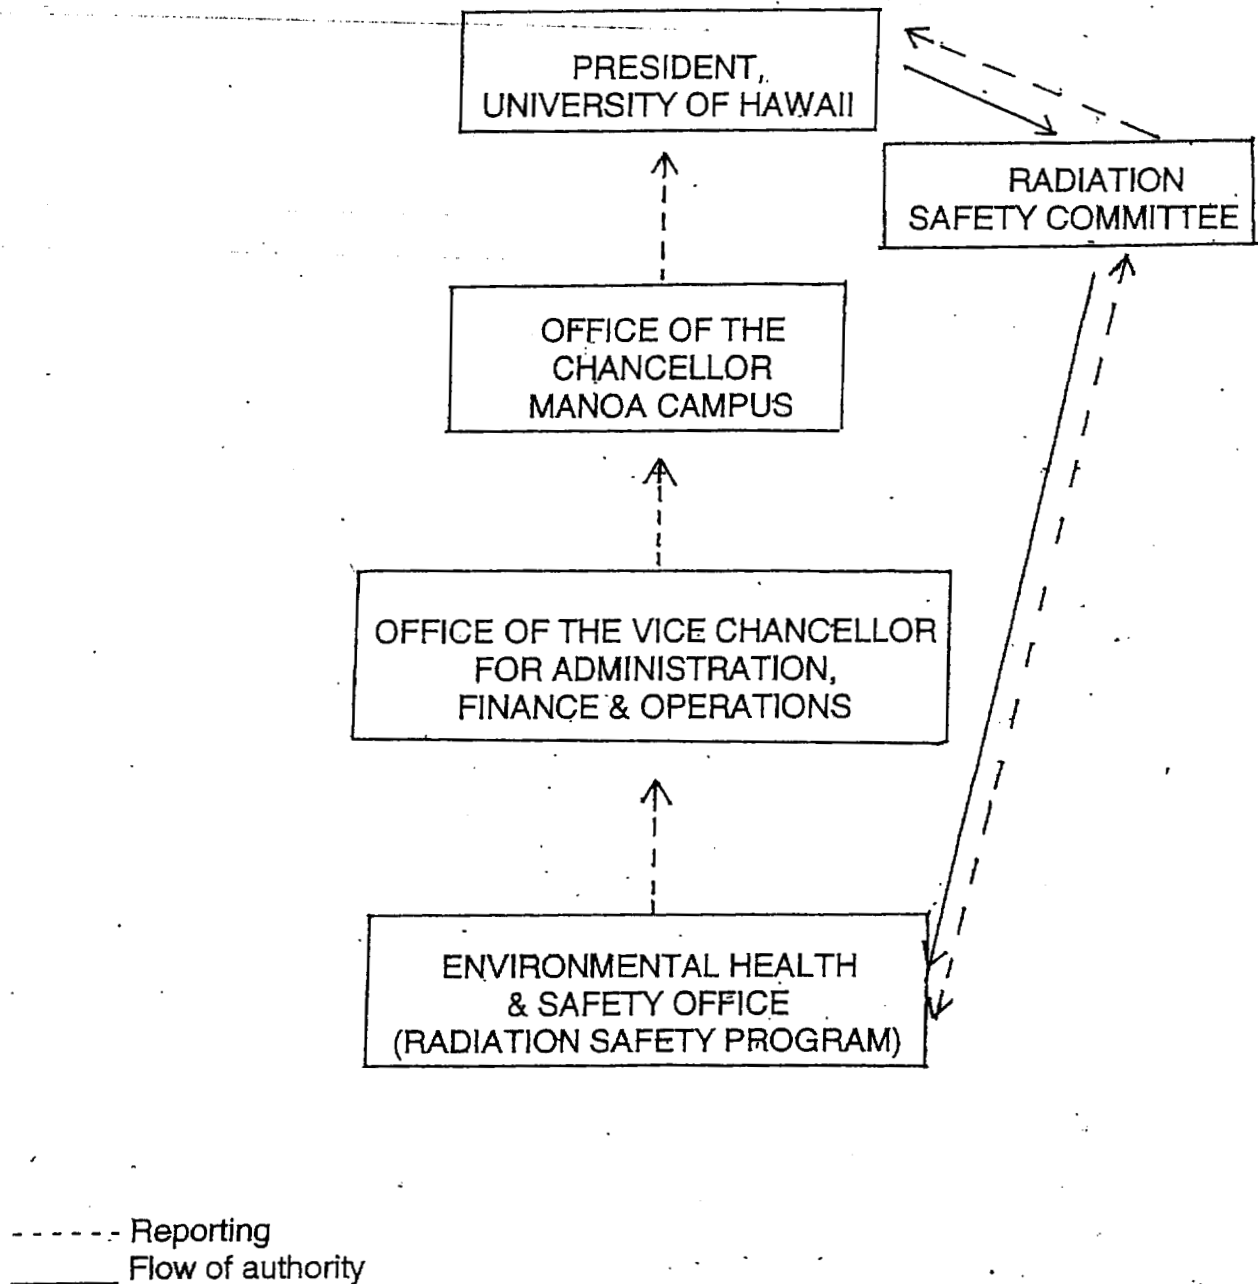 PRESIDENT,
UNIVERSITY OF HAWAII
RADIATION
SAFETY COMMITTEE
OFFICE OF THE
CHANCELLOR
MANOA CAMPUS
OFFICE OF THE VICE CHANCELLOR
FOR ADMINISTRATION,
FINANCE & OPERATIONS
ENVIRONMENTAL HEALTH
& SAFETY OFFICE
(RADIATION SAFETY PROGRAM)
Reporting
Flow of authority